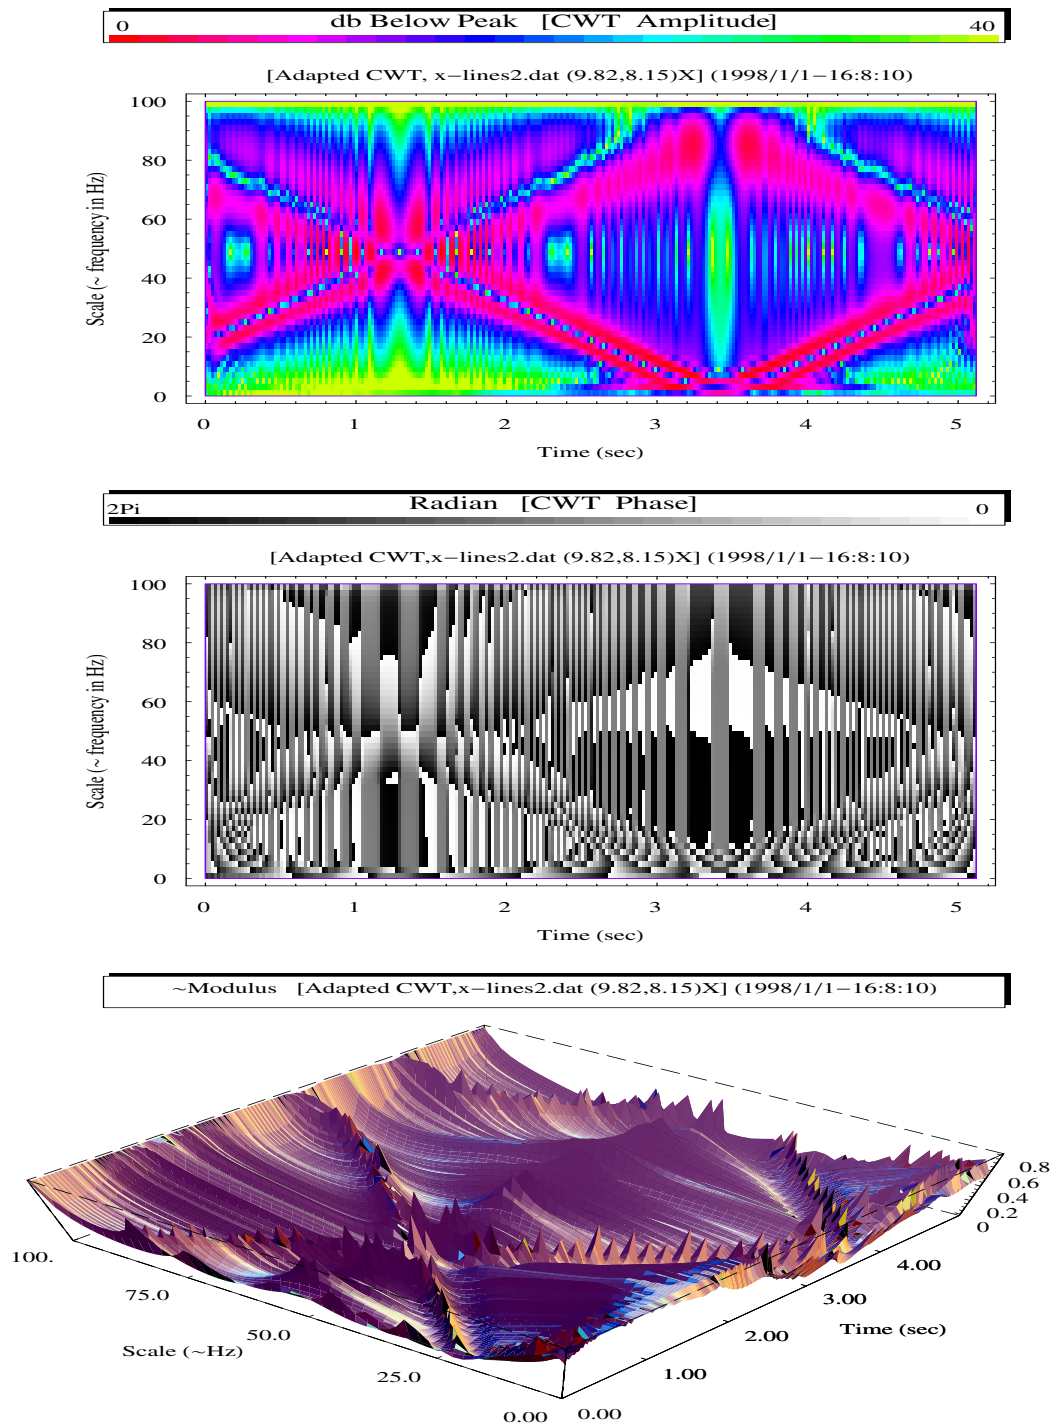 db Below Peak [CWT Amplitude]
0 40
[Adapted CWT, x−lines2.dat (9.82,8.15)X] (1998/1/1−16:8:10)
100
80
60
40
20
0
Scale (~ frequency in Hz)
0 1 2 3 4 5
Time (sec)
Radian [CWT Phase]
2Pi 0
[Adapted CWT,x−lines2.dat (9.82,8.15)X] (1998/1/1−16:8:10)
100
80
60
40
20
0
Scale (~ frequency in Hz)
0 1 2 3 4 5
Time (sec)
~Modulus [Adapted CWT,x−lines2.dat (9.82,8.15)X] (1998/1/1−16:8:10)
0.8
0.6
0.4
0.2
0
100.
75.0
50.0
25.0
0.00
Scale (~Hz)
0.00
1.00
2.00
3.00
4.00
Time (sec)